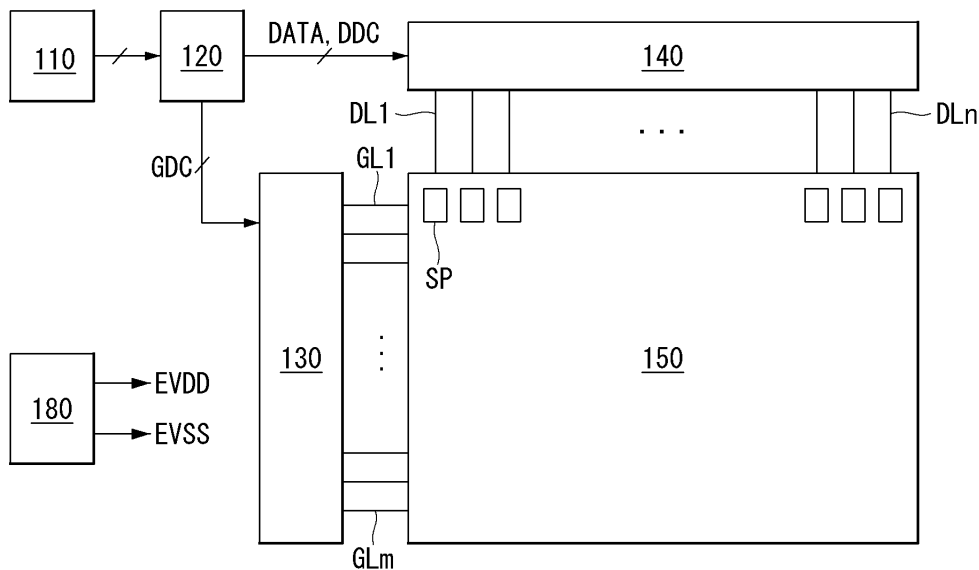 110
120
DATA, DDC
140
DL1
...
DLn
GDC
GL1
SP
130
150
180
EVDD
EVSS
GLm